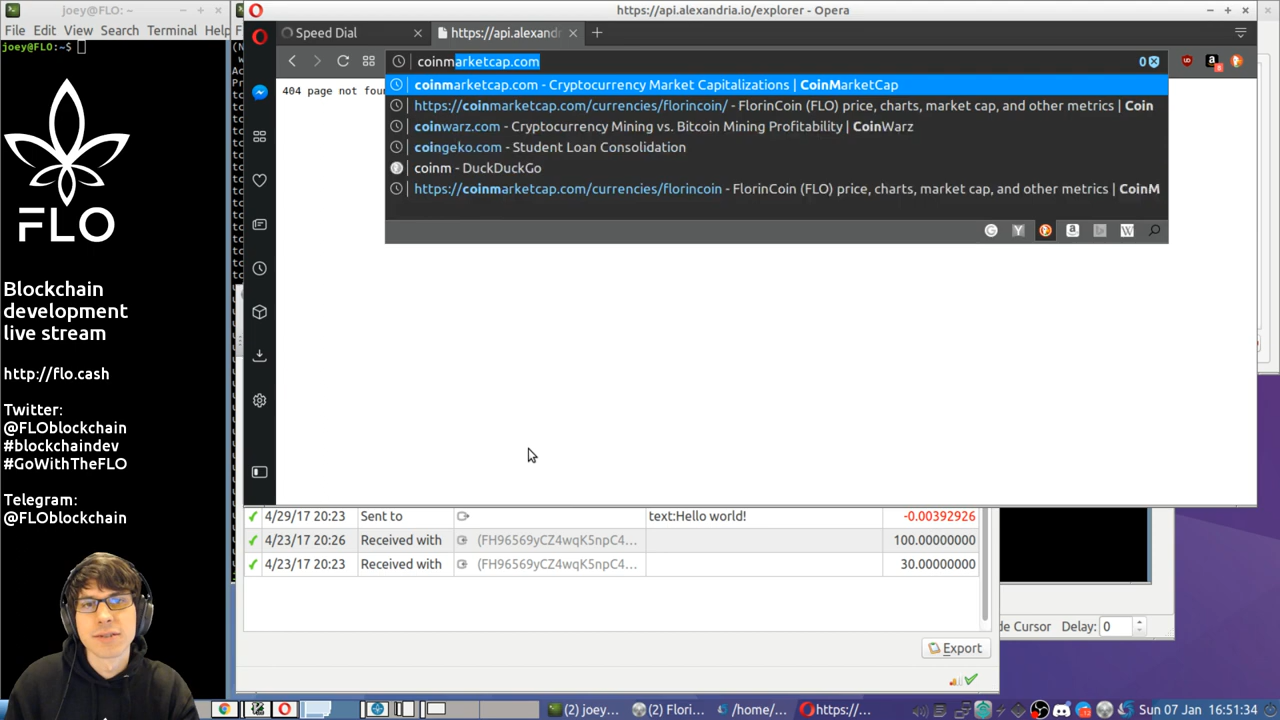 joey@FLO: ~
File Edit View Search Terminal Help
joey@FLO:~$
FLO
Blockchain
development
live stream
http://flo.cash
Twitter:
@FLOblockchain
#blockchaindev
#GoWithTheFLO
Telegram:
@FLOblockchain
https://api.alexandria.io/explorer - Opera
Speed Dial
https://api.alexandr
coinmarketcap.com
0
404 page not fou
coinmarketcap.com - Cryptocurrency Market Capitalizations | CoinMarketCap
https://coinmarketcap.com/currencies/florincoin/ - FlorinCoin (FLO) price, charts, market cap, and other metrics | Coin
coinwarz.com - Cryptocurrency Mining vs. Bitcoin Mining Profitability | CoinWarz
coingeko.com - Student Loan Consolidation
coinm - DuckDuckGo
https://coinmarketcap.com/currencies/florincoin - FlorinCoin (FLO) price, charts, market cap, and other metrics | CoinM
4/29/17 20:23 Sent to text:Hello world! -0.00392926
4/23/17 20:26 Received with (FH96569yCZ4wqK5npC4... 100.00000000
4/23/17 20:23 Received with (FH96569yCZ4wqK5npC4... 30.00000000
de Cursor Delay: 0
Export
(2) joey... (2) Flori... /home/... https://... Sun 07 Jan 16:51:34